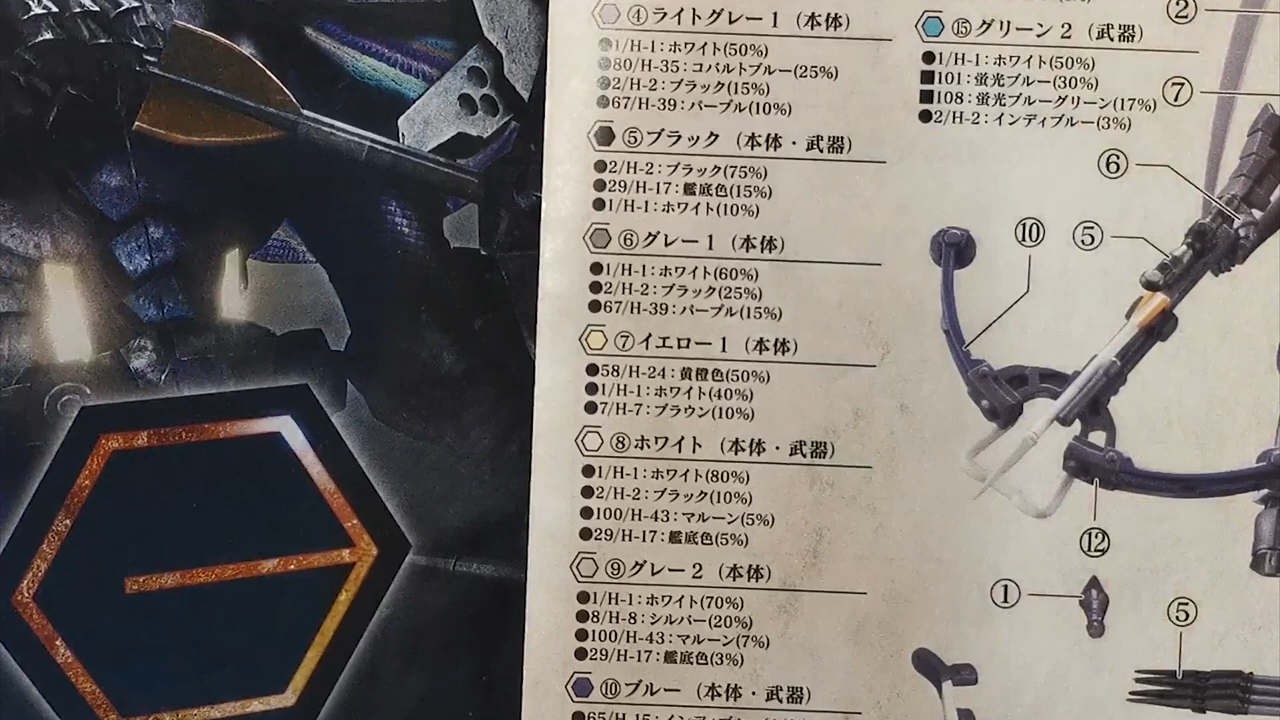 ④ライトグレー1（本体）
●1/H-1：ホワイト(50%)
●80/H-35：コバルトブルー(25%)
●2/H-2：ブラック(15%)
●67/H-39：パープル(10%)
⑤ブラック（本体・武器）
●2/H-2：ブラック(75%)
●29/H-17：艦底色(15%)
●1/H-1：ホワイト(10%)
⑥グレー1（本体）
●1/H-1：ホワイト(60%)
●2/H-2：ブラック(25%)
●67/H-39：パープル(15%)
⑦イエロー1（本体）
●58/H-24：黄橙色(50%)
●1/H-1：ホワイト(40%)
●7/H-7：ブラウン(10%)
⑧ホワイト（本体・武器）
●1/H-1：ホワイト(80%)
●2/H-2：ブラック(10%)
●100/H-43：マルーン(5%)
●29/H-17：艦底色(5%)
⑨グレー2（本体）
●1/H-1：ホワイト(70%)
●8/H-8：シルバー(20%)
●100/H-43：マルーン(7%)
●29/H-17：艦底色(3%)
⑩ブルー（本体・武器）
⑮グリーン2（武器）
●1/H-1：ホワイト(50%)
■101：蛍光ブルー(30%)
■108：蛍光ブルーグリーン(17%)
●2/H-2：インディブルー(3%)
②
⑦
⑥
⑤
⑩
⑫
①
⑤